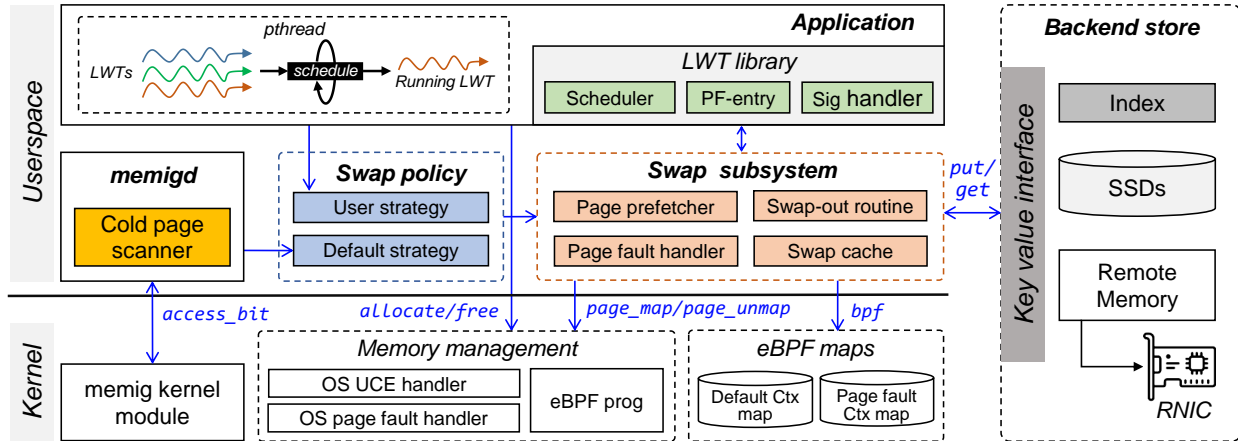 Userspace
Application
pthread
LWTs
schedule
Running LWT
LWT library
Scheduler
PF-entry
Sig handler
memigd
Cold page
scanner
Swap policy
User strategy
Default strategy
Swap subsystem
Page prefetcher
Swap-out routine
Page fault handler
Swap cache
put/
get
Backend store
Key value interface
Index
SSDs
Remote
Memory
RNIC
access_bit
allocate/free
page_map/page_unmap
bpf
Kernel
memig kernel
module
Memory management
OS UCE handler
OS page fault handler
eBPF prog
eBPF maps
Default Ctx
map
Page fault
Ctx map